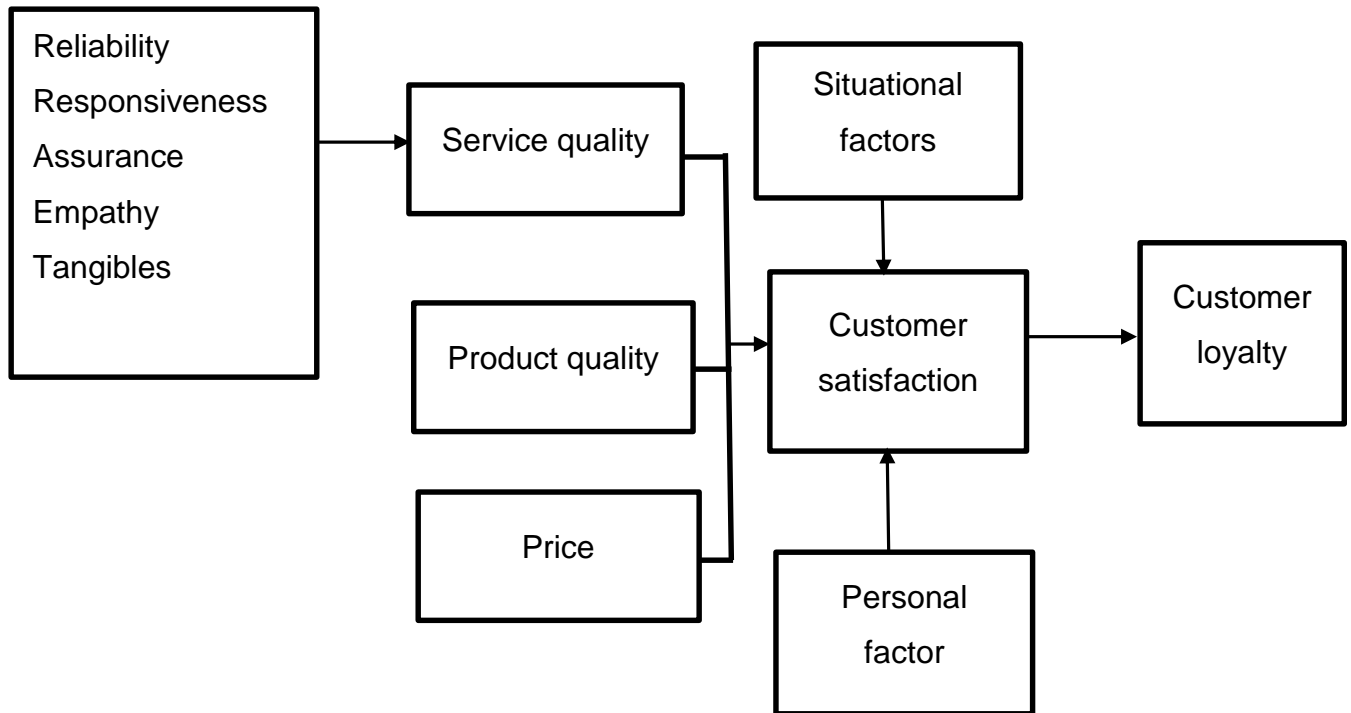 Reliability
Responsiveness
Assurance
Empathy
Tangibles
Service quality
Product quality
Price
Situational
factors
Customer
satisfaction
Personal
factor
Customer
loyalty